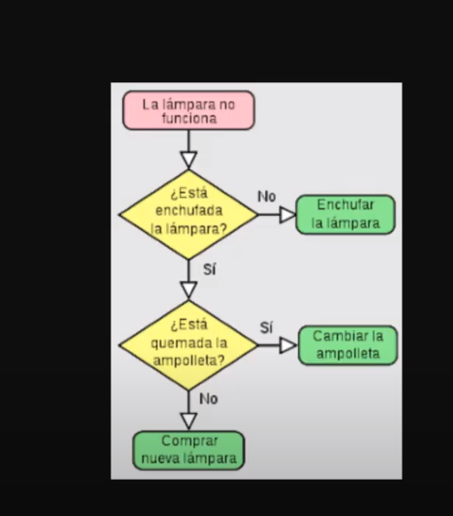 La lámpara no
funciona
¿Está
enchufada
la lámpara?
No
Enchufar
la lámpara
Sí
¿Está
quemada la
ampolleta?
Sí
Cambiar la
ampolleta
No
Comprar
nueva lámpara